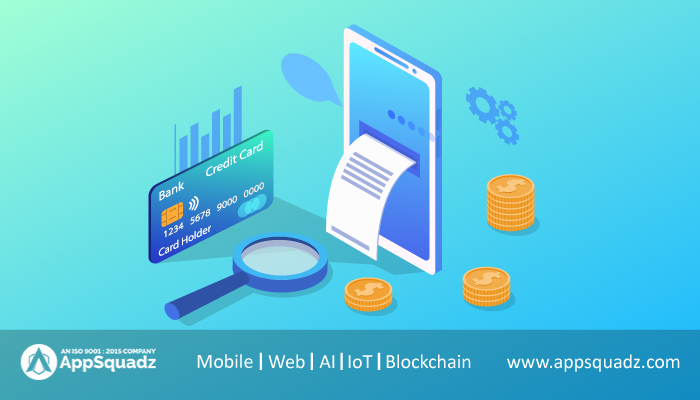 Bank
Credit Card
1234 5678 9000 0000
Card Holder
AN ISO 9001 : 2015 COMPANY
AppSquadz
Mobile | Web | AI | IoT | Blockchain
www.appsquadz.com